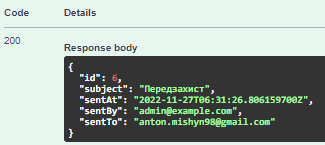 Code Details
200
Response body
{
"id": 6,
"subject": "Передзахист",
"sentAt": "2022-11-27T06:31:26.806159700Z",
"sentBy": "admin@example.com",
"sentTo": "anton.mishyn98@gmail.com"
}